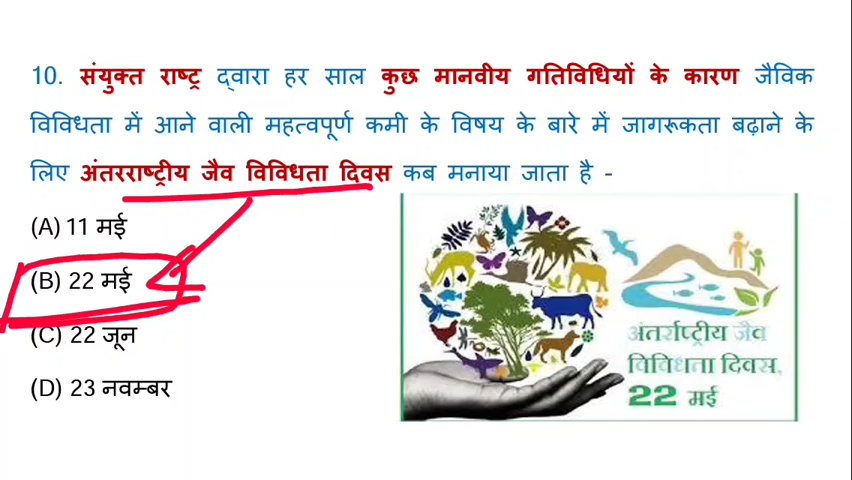 10. संयुक्त राष्ट्र द्वारा हर साल कुछ मानवीय गतिविधियों के कारण जैविक
विविधता में आने वाली महत्वपूर्ण कमी के विषय के बारे में जागरूकता बढ़ाने के
लिए अंतरराष्ट्रीय जैव विविधता दिवस कब मनाया जाता है -
(A) 11 मई
(B) 22 मई
(C) 22 जून
(D) 23 नवम्बर
अंतर्राष्ट्रीय जैव
विविधता दिवस,
22 मई